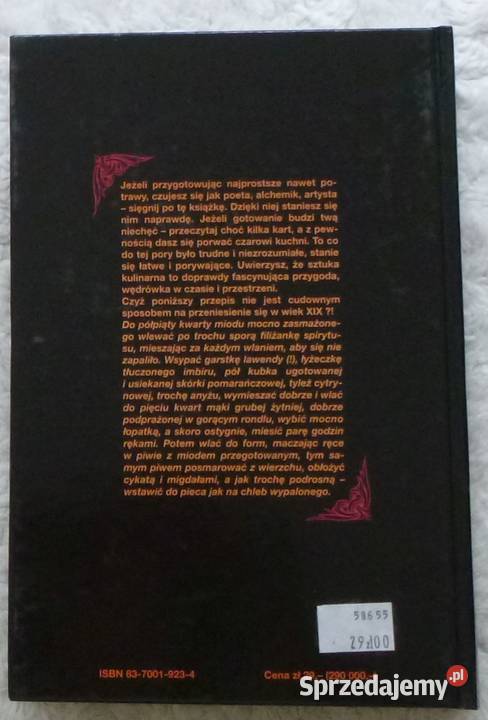 Jeżeli przygotowując najprostsze nawet po-
trawy, czujesz się jak poeta, alchemik, artysta
– sięgnij po tę książkę. Dzięki niej staniesz się
nim naprawdę. Jeżeli gotowanie budzi twą
niechęć – przeczytaj choć kilka kart, a z pew-
nością dasz się porwać czarowi kuchni. To co
do tej pory było trudne i niezrozumiałe, stanie
się łatwe i porywające. Uwierzysz, że sztuka
kulinarna to doprawdy fascynująca przygoda,
wędrówka w czasie i przestrzeni.
Czyż poniższy przepis nie jest cudownym
sposobem na przeniesienie się w wiek XIX ?!
Do półpiąty kwarty miodu mocno zasmażone-
go wlewać po trochu sporą filiżankę spiryty-
su, mieszając za każdym wlaniem, aby się nie
zapaliło. Wsypać garstkę lawendy (!), łyżeczkę
tłuczonego imbiru, pół kubka ugotowanej
i usiekanej skórki pomarańczowej, tyleż cytry-
nowej, trochę anyżu, wymieszać dobrze i wlać
do pięciu kwart mąki grubej żytniej, dobrze
podprażonej w gorącym rondlu, wybić mocno
łopatką, a skoro ostygnie, miesić parę godzin
rękami. Potem wlać do form, maczając ręce
w piwie z miodem przegotowanym, tym sa-
mym piwem posmarować z wierzchu, obłożyć
cykatą i migdałami, a jak trochę podrosną –
wstawić do pieca jak na chleb wypalonego.
58655
ISBN 83-7001-923-4
Cena zł 29.– (290 000,–)
Sprzedajemy.pl